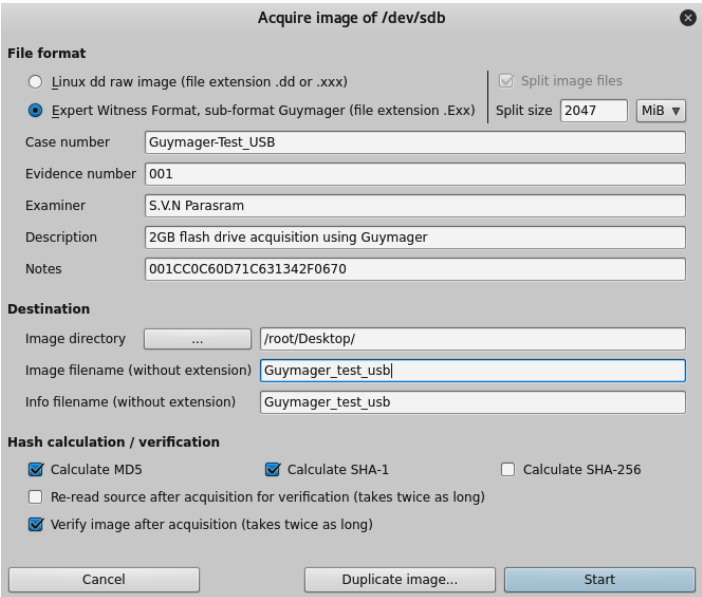 Acquire image of /dev/sdb
File format
Linux dd raw image (file extension .dd or .xxx)
Split image files
Expert Witness Format, sub-format Guymager (file extension .Exx)
Split size 2047 MiB
Case number Guymager-Test_USB
Evidence number 001
Examiner S.V.N Parasram
Description 2GB flash drive acquisition using Guymager
Notes 001CC0C60D71C631342F0670
Destination
Image directory ... /root/Desktop/
Image filename (without extension) Guymager_test_usb
Info filename (without extension) Guymager_test_usb
Hash calculation / verification
Calculate MD5 Calculate SHA-1 Calculate SHA-256
Re-read source after acquisition for verification (takes twice as long)
Verify image after acquisition (takes twice as long)
Cancel Duplicate image... Start